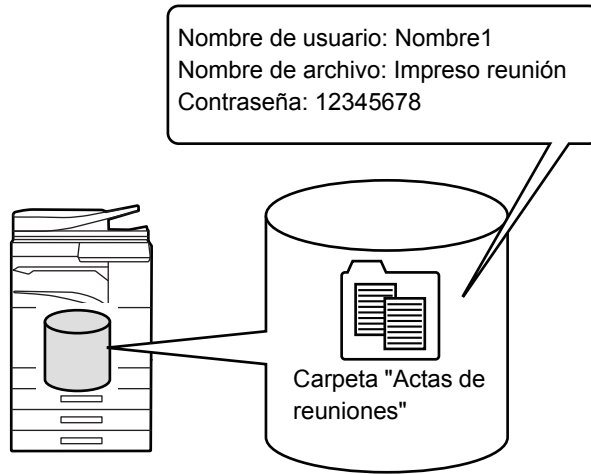 Nombre de usuario: Nombre1
Nombre de archivo: Impreso reunión
Contraseña: 12345678
Carpeta "Actas de
reuniones"